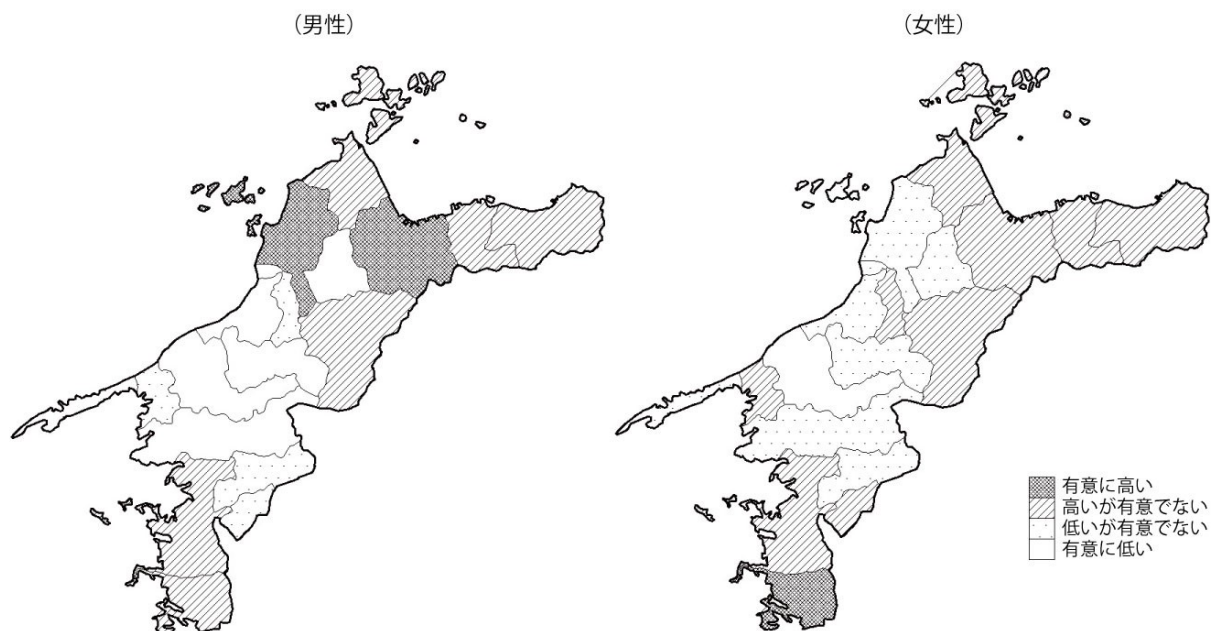 (男性)
(女性)
有意に高い
高いが有意でない
低いが有意でない
有意に低い